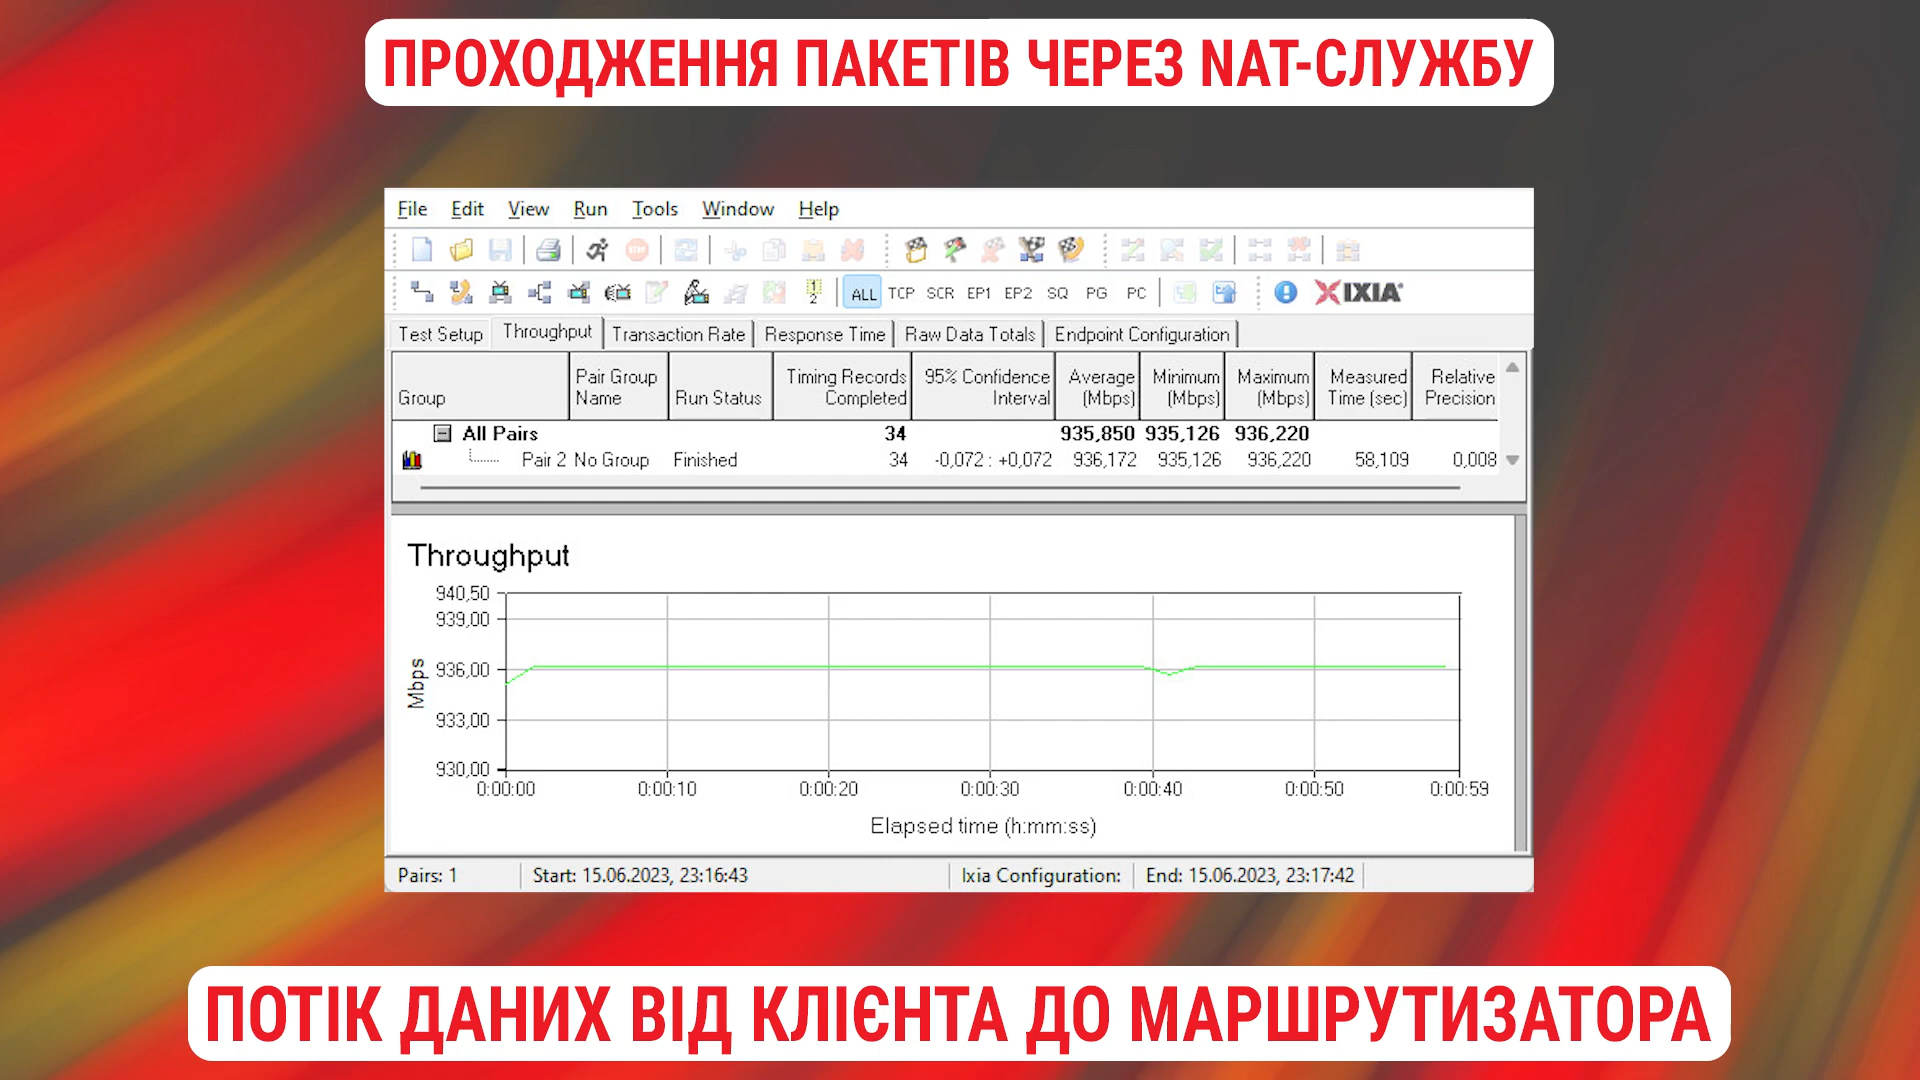 ПРОХОДЖЕННЯ ПАКЕТІВ ЧЕРЕЗ NAT-СЛУЖБУ
File Edit View Run Tools Window Help
ALL TCP SCR EP1 EP2 SQ PG PC IXIA
Test Setup Throughput Transaction Rate Response Time Raw Data Totals Endpoint Configuration
Group Pair Group Name Run Status Timing Records Completed 95% Confidence Interval Average (Mbps) Minimum (Mbps) Maximum (Mbps) Measured Time (sec) Relative Precision
All Pairs 34 935,850 935,126 936,220
Pair 2 No Group Finished 34 -0,072 : +0,072 936,172 935,126 936,220 58,109 0,008
Throughput
940,50
939,00
936,00
933,00
930,00
Mbps
0:00:00 0:00:10 0:00:20 0:00:30 0:00:40 0:00:50 0:00:59
Elapsed time (h:mm:ss)
Pairs: 1 Start: 15.06.2023, 23:16:43 Ixia Configuration: End: 15.06.2023, 23:17:42
ПОТІК ДАНИХ ВІД КЛІЄНТА ДО МАРШРУТИЗАТОРА